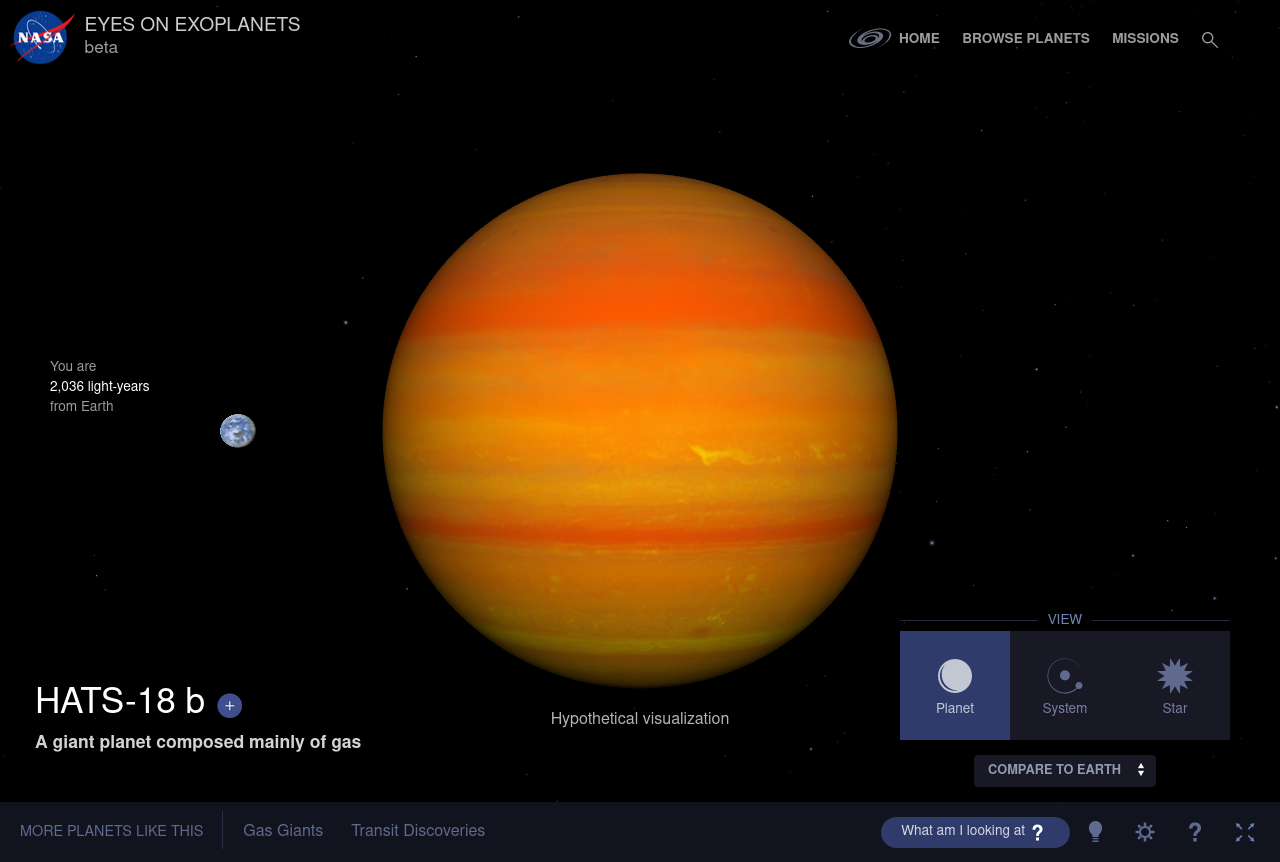 NASA
EYES ON EXOPLANETS
beta
HOME
BROWSE PLANETS
MISSIONS
You are
2,036 light-years
from Earth
HATS-18 b +
A giant planet composed mainly of gas
Hypothetical visualization
VIEW
Planet
System
Star
COMPARE TO EARTH
MORE PLANETS LIKE THIS
Gas Giants
Transit Discoveries
What am I looking at ?
?